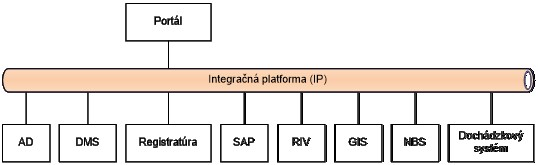 Portál
Integračná platforma (IP)
AD
DMS
Registratúra
SAP
RIV
GIS
NBS
Dochádzkový
systém